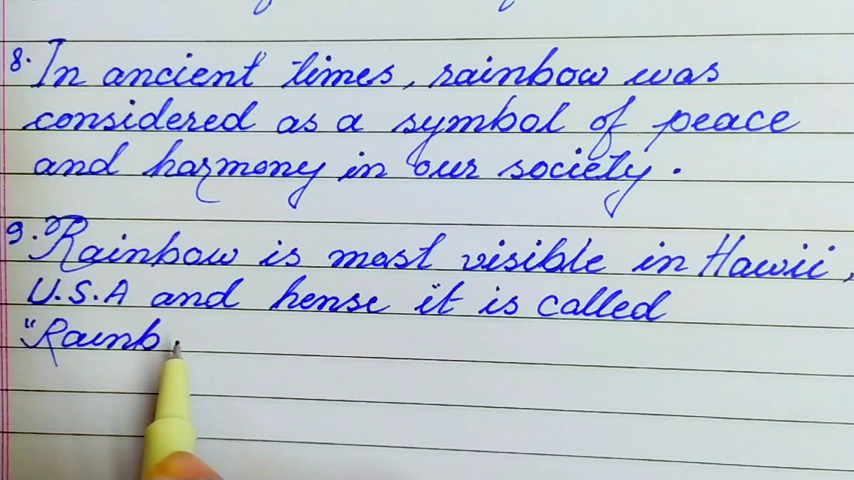 8. In ancient times, rainbow was
considered as a symbol of peace
and harmony in our society.
9. Rainbow is most visible in Hawii,
U.S.A and hense it is called
"Rainb